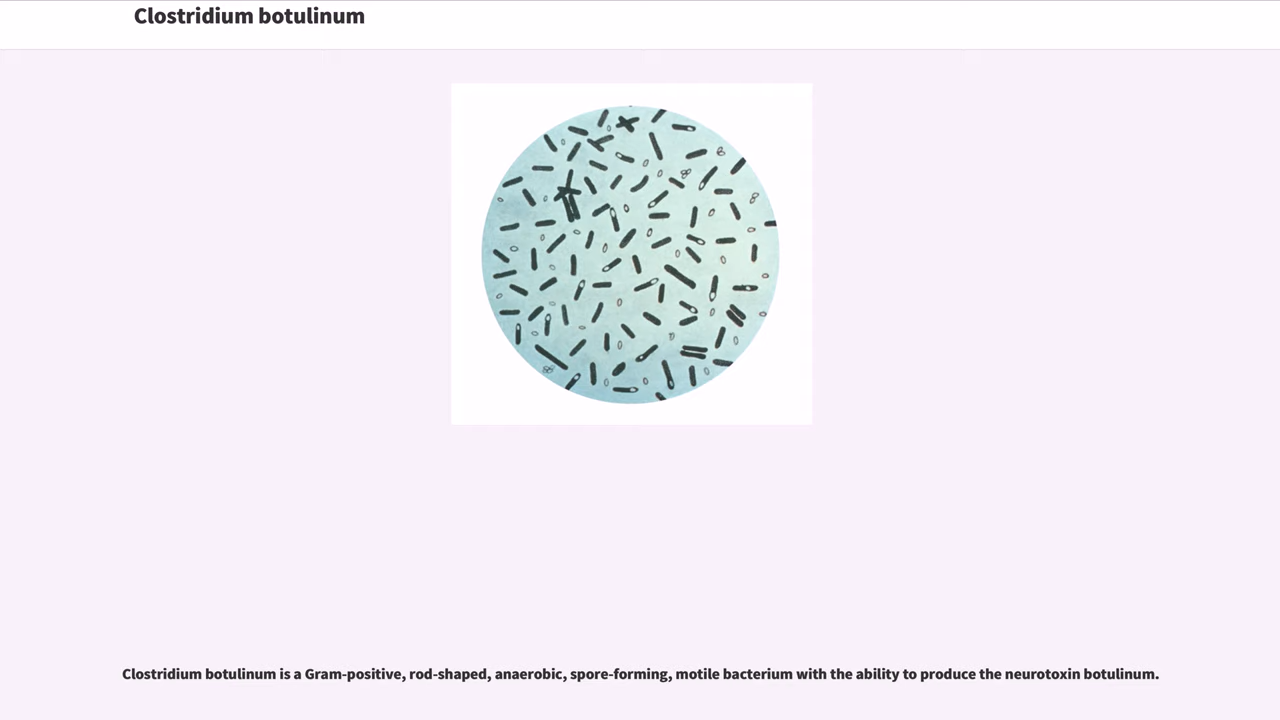 Clostridium botulinum
Clostridium botulinum is a Gram-positive, rod-shaped, anaerobic, spore-forming, motile bacterium with the ability to produce the neurotoxin botulinum.